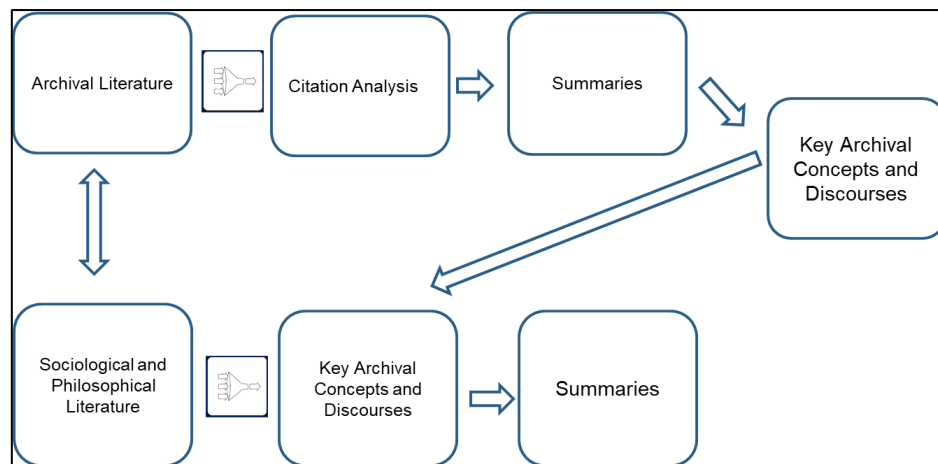 Archival Literature
Citation Analysis
Summaries
Key Archival
Concepts and
Discourses
Sociological and
Philosophical
Literature
Key Archival
Concepts and
Discourses
Summaries